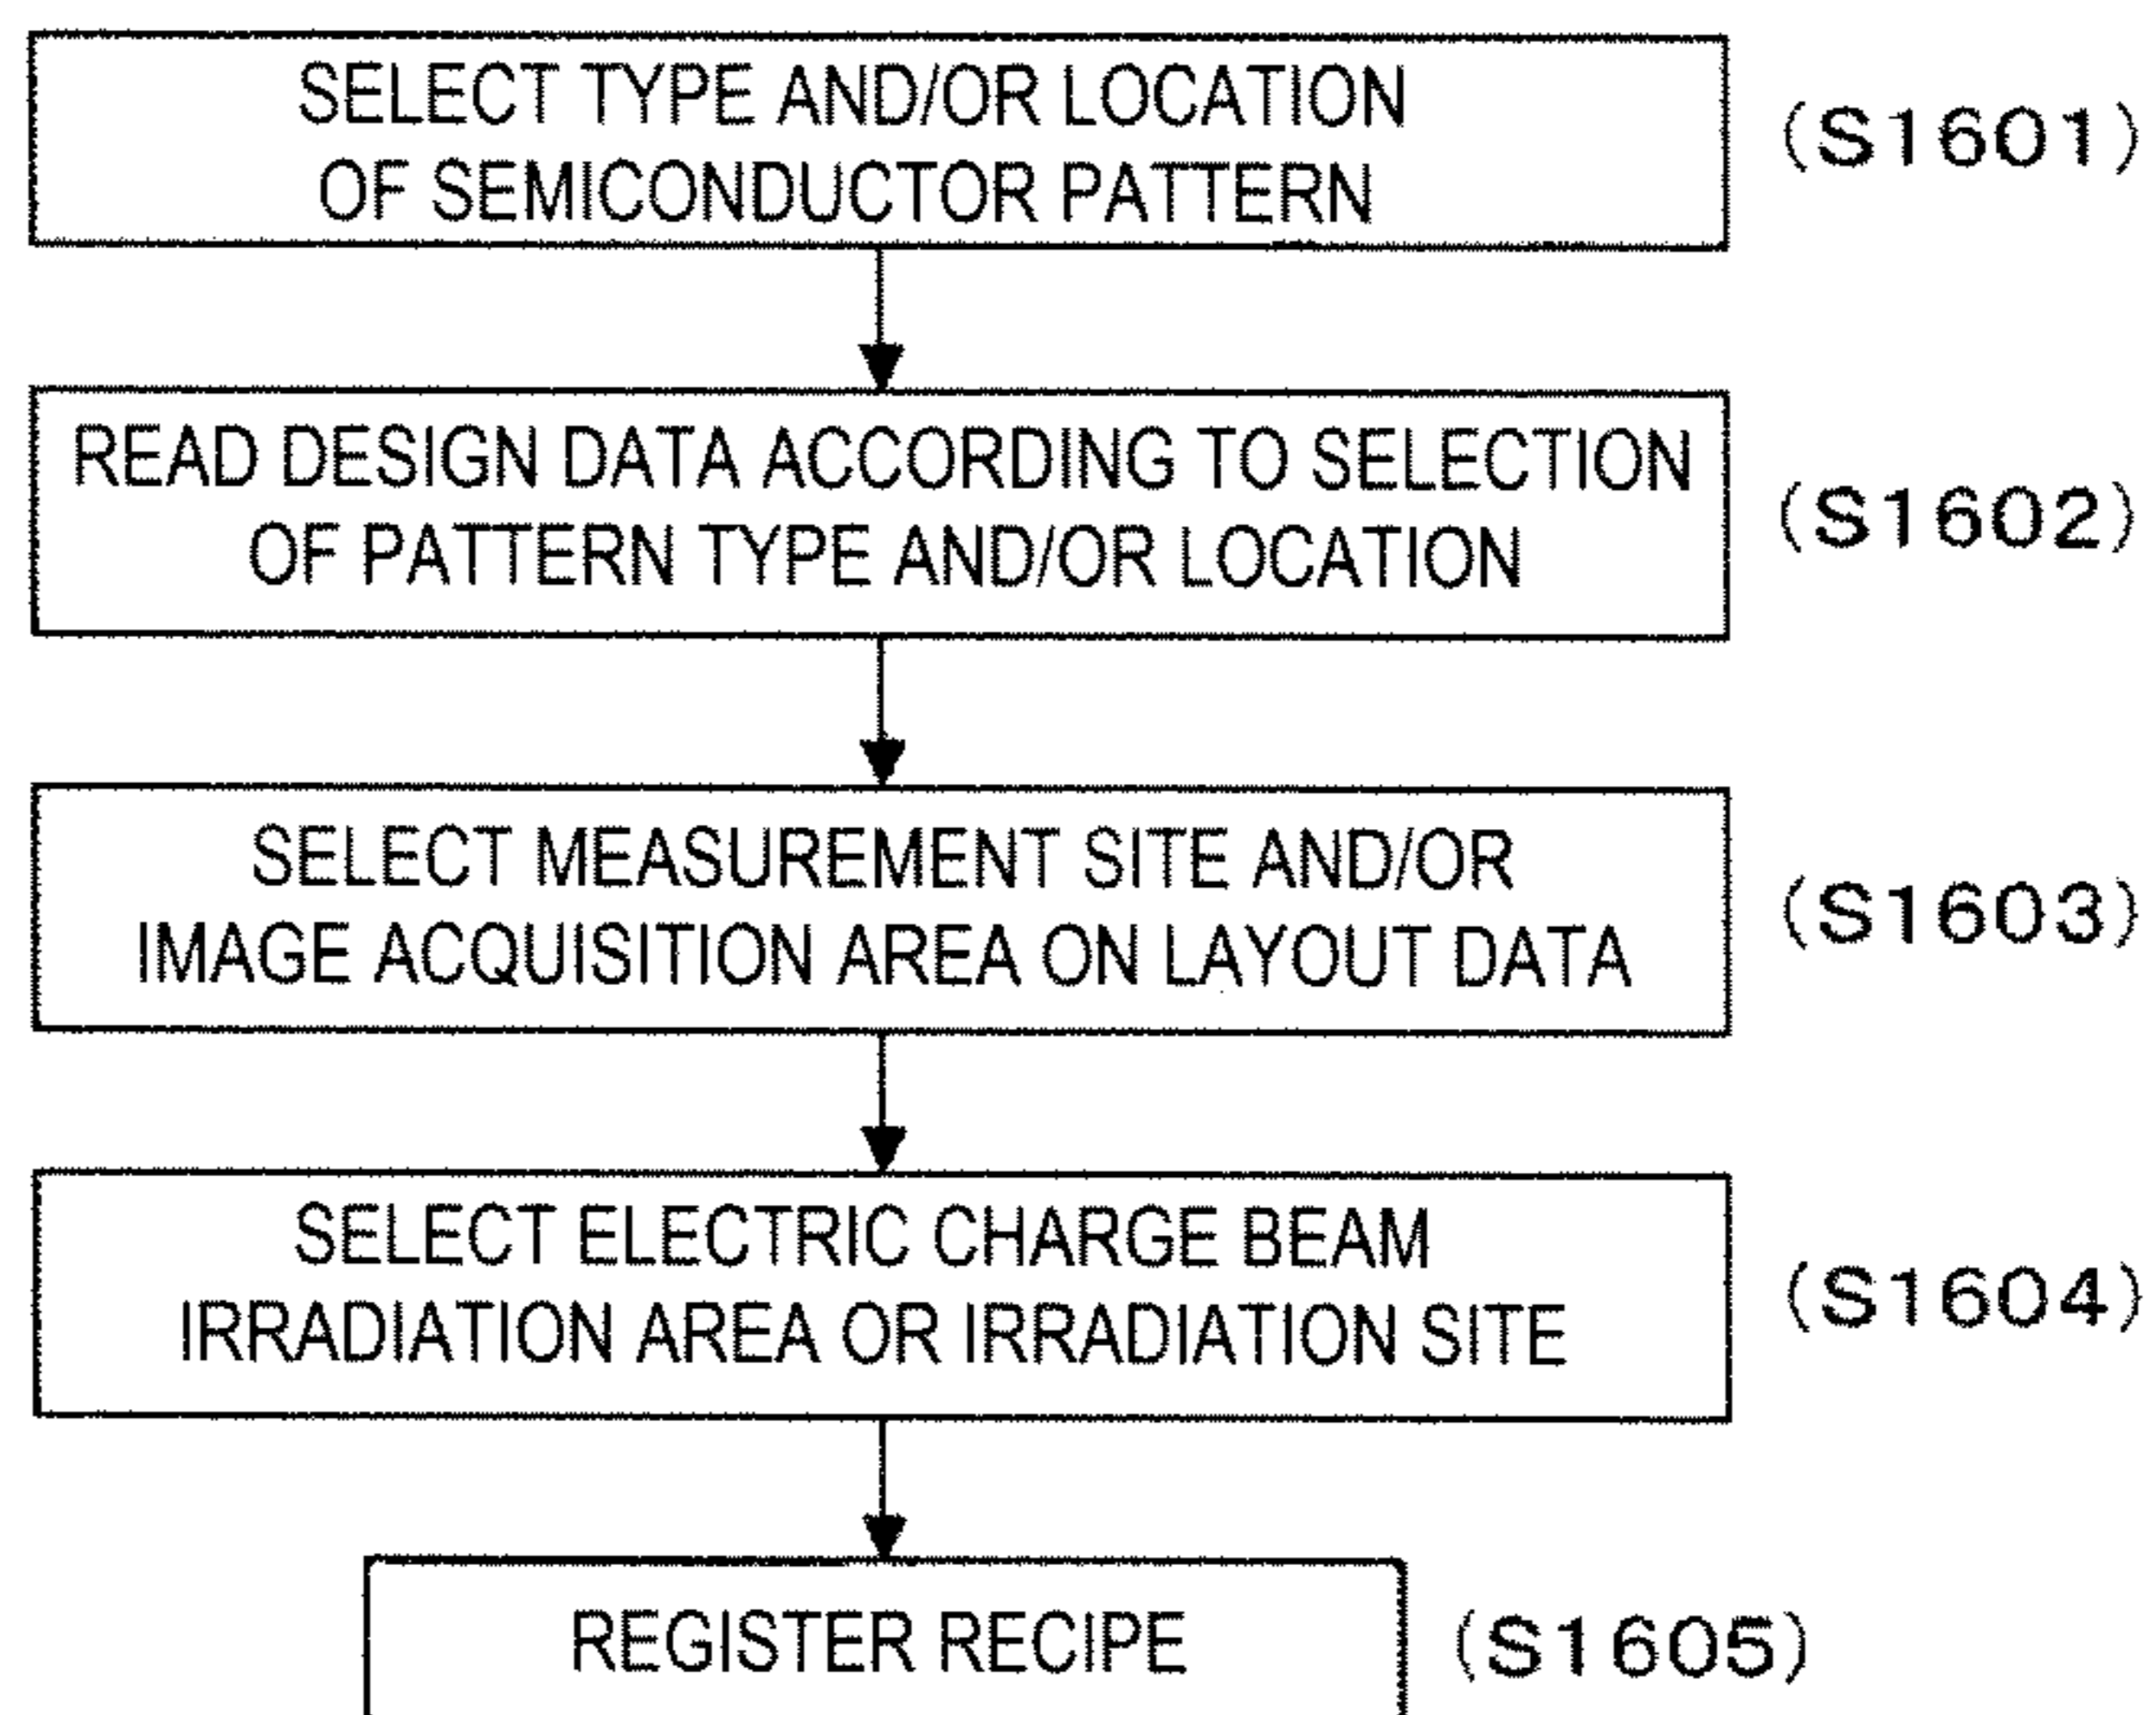 SELECT TYPE AND/OR LOCATION
OF SEMICONDUCTOR PATTERN
(S1601)
READ DESIGN DATA ACCORDING TO SELECTION
OF PATTERN TYPE AND/OR LOCATION
(S1602)
SELECT MEASUREMENT SITE AND/OR
IMAGE ACQUISITION AREA ON LAYOUT DATA
(S1603)
SELECT ELECTRIC CHARGE BEAM
IRRADIATION AREA OR IRRADIATION SITE
(S1604)
REGISTER RECIPE
(S1605)